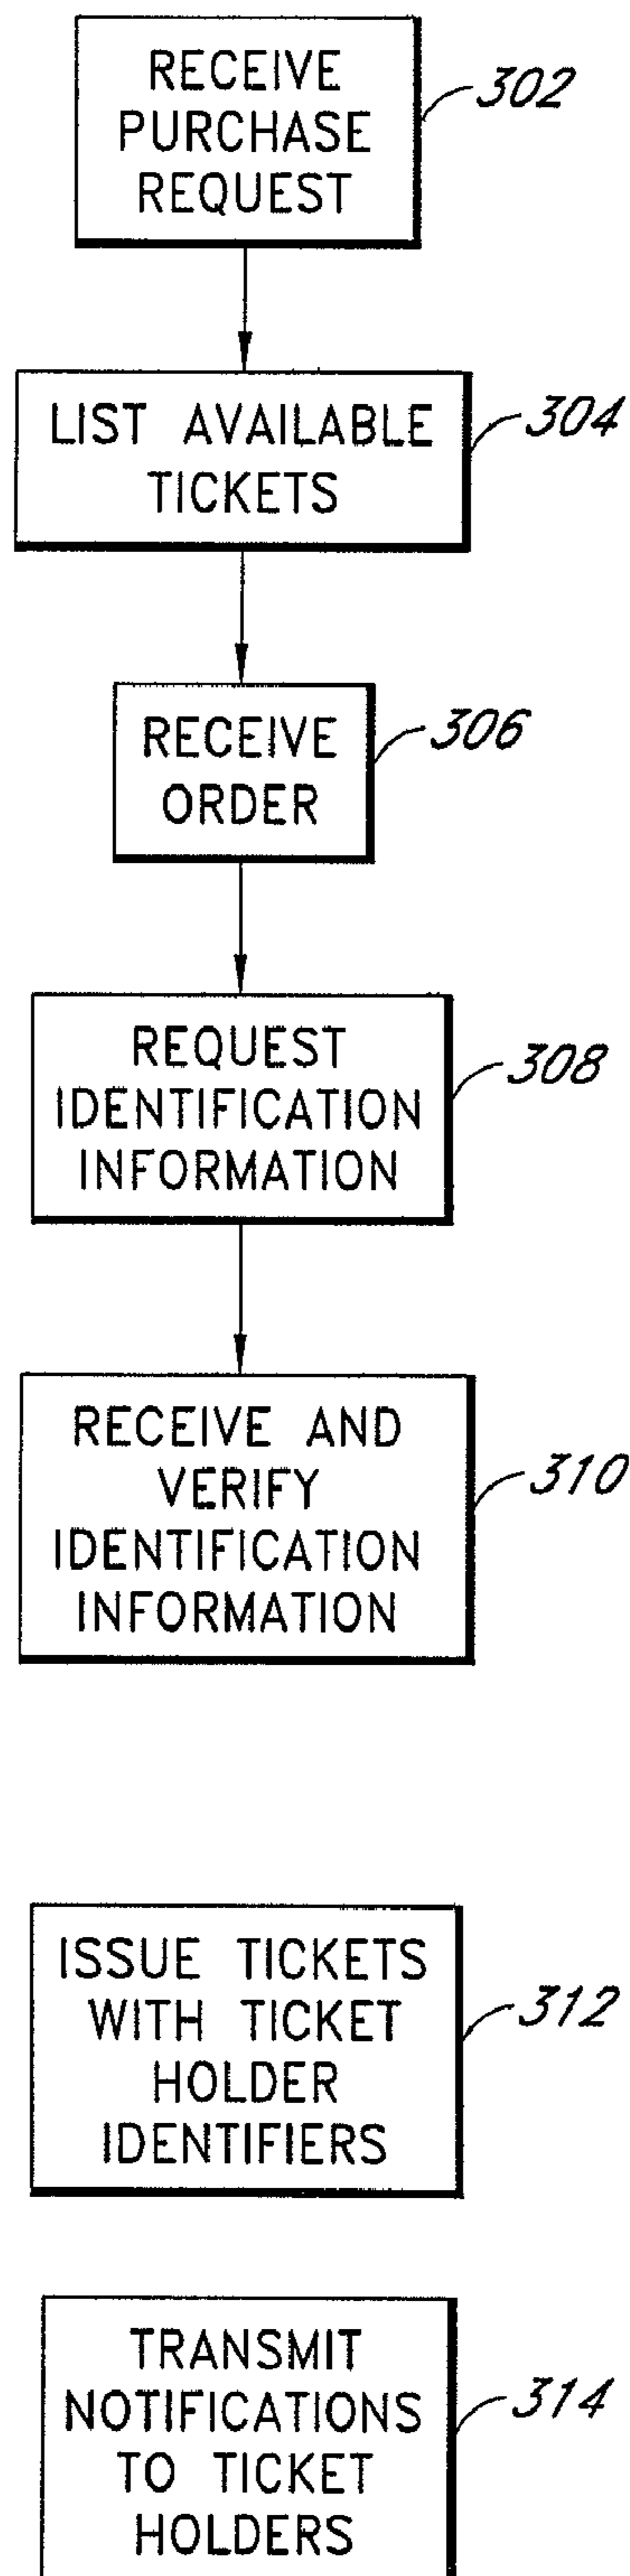 RECEIVE
PURCHASE
REQUEST
302
LIST AVAILABLE
TICKETS
304
RECEIVE
ORDER
306
REQUEST
IDENTIFICATION
INFORMATION
308
RECEIVE AND
VERIFY
IDENTIFICATION
INFORMATION
310
ISSUE TICKETS
WITH TICKET
HOLDER
IDENTIFIERS
312
TRANSMIT
NOTIFICATIONS
TO TICKET
HOLDERS
314